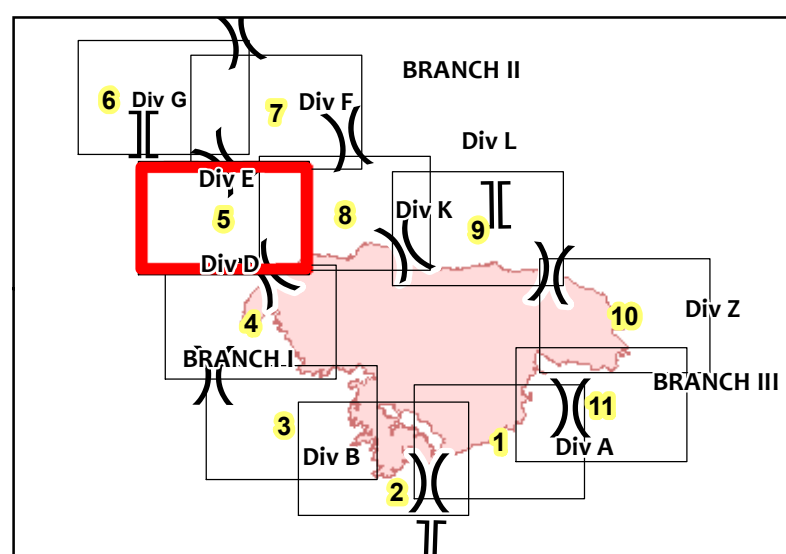 BRANCH II
6
Div G
7
Div F
Div L
Div E
5
8
Div K
9
Div D
4
10
Div Z
BRANCH I
BRANCH III
3
11
1
Div A
Div B
2